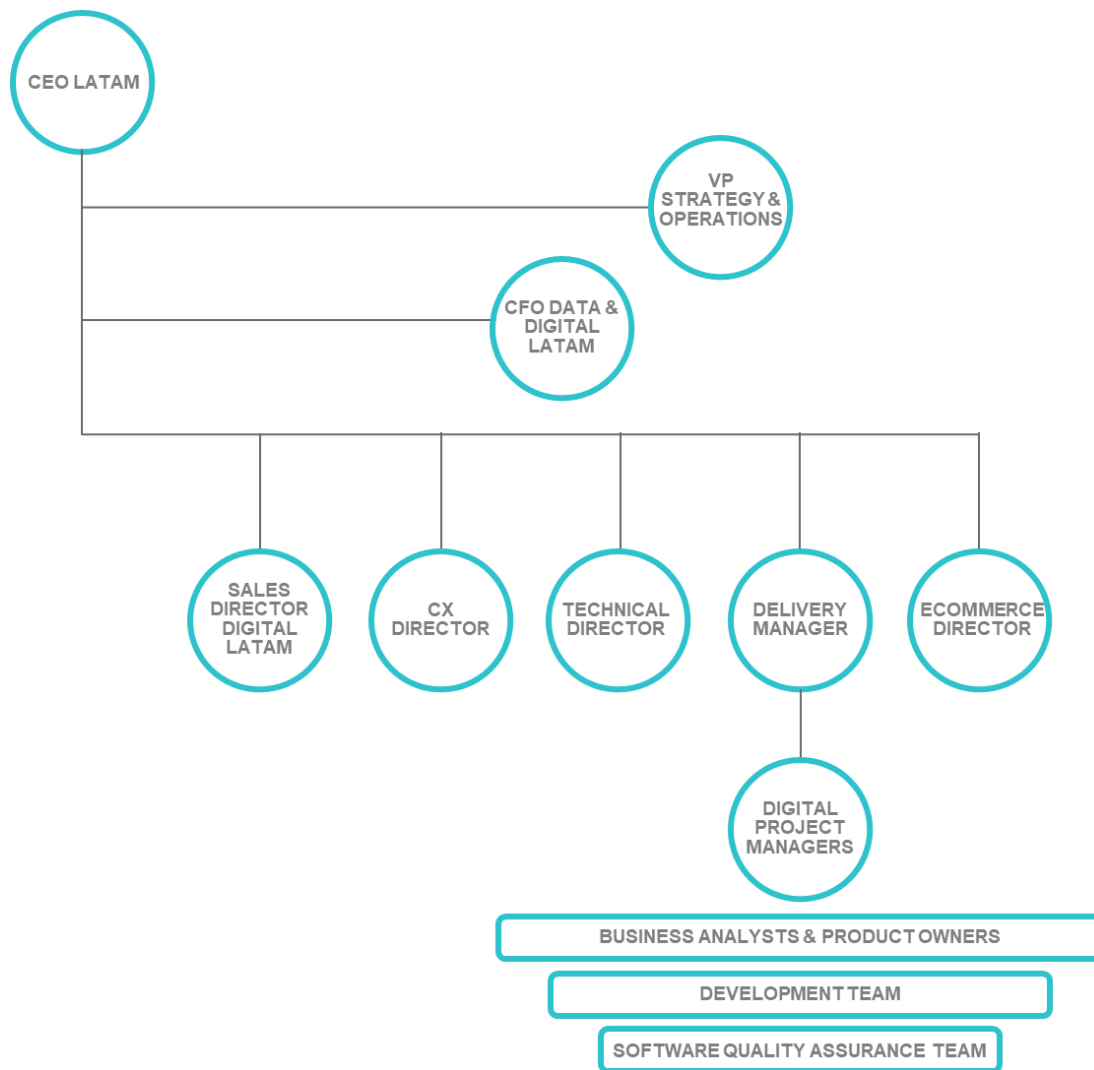 CEO LATAM
VP
STRATEGY &
OPERATIONS
CFO DATA &
DIGITAL
LATAM
SALES
DIRECTOR
DIGITAL
LATAM
CX
DIRECTOR
TECHNICAL
DIRECTOR
DELIVERY
MANAGER
ECOMMERCE
DIRECTOR
DIGITAL
PROJECT
MANAGERS
BUSINESS ANALYSTS & PRODUCT OWNERS
DEVELOPMENT TEAM
SOFTWARE QUALITY ASSURANCE TEAM